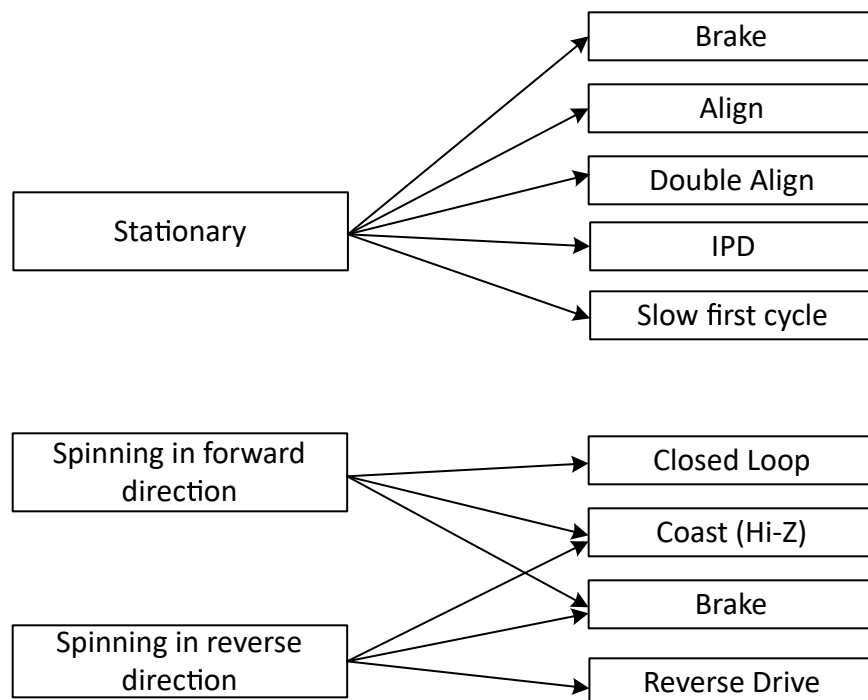 Brake
Align
Double Align
Stationary
IPD
Slow first cycle
Spinning in forward
direction
Closed Loop
Coast (Hi-Z)
Brake
Spinning in reverse
direction
Reverse Drive